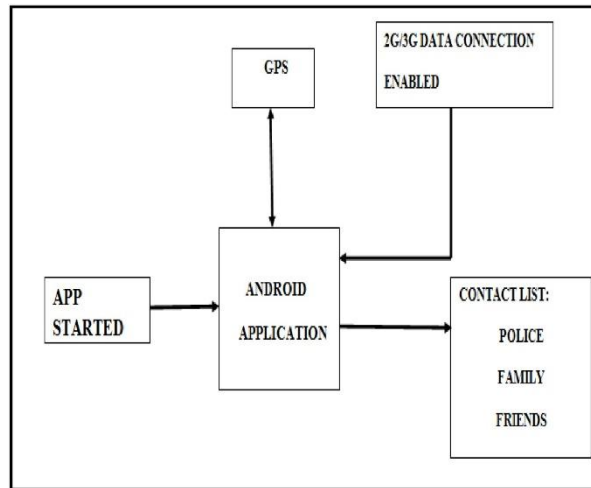 GPS
2G/3G DATA CONNECTION
ENABLED
APP
STARTED
ANDROID
APPLICATION
CONTACT LIST:
POLICE
FAMILY
FRIENDS